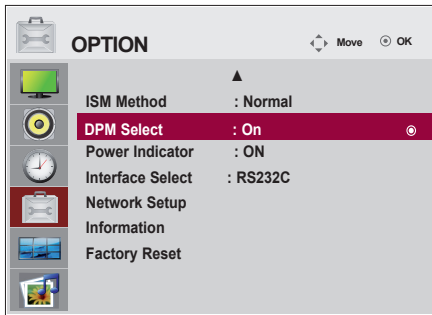 OPTION Move OK
ISM Method : Normal
DPM Select : On
Power Indicator : ON
Interface Select : RS232C
Network Setup
Information
Factory Reset